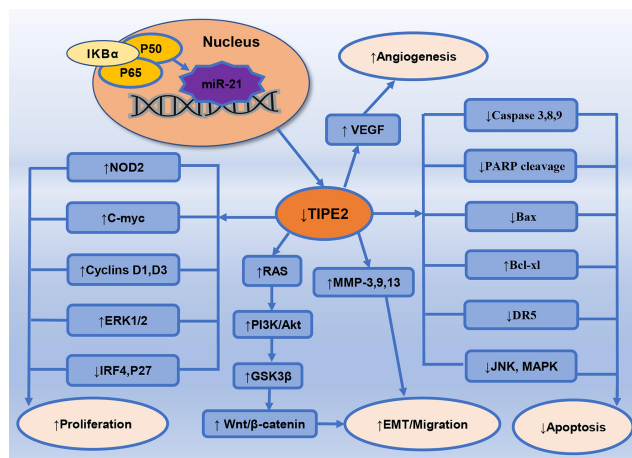 Nucleus
IKBα
P50
P65
miR-21
↑Angiogenesis
↑ VEGF
↓TIPE2
↑NOD2
↑C-myc
↑Cyclins D1,D3
↑ERK1/2
↓IRF4,P27
↑Proliferation
↑RAS
↑PI3K/Akt
↑GSK3β
↑ Wnt/β-catenin
↑MMP-3,9,13
↑EMT/Migration
↓Caspase 3,8,9
↓PARP cleavage
↓Bax
↑Bcl-xl
↓DR5
↓JNK, MAPK
↓Apoptosis